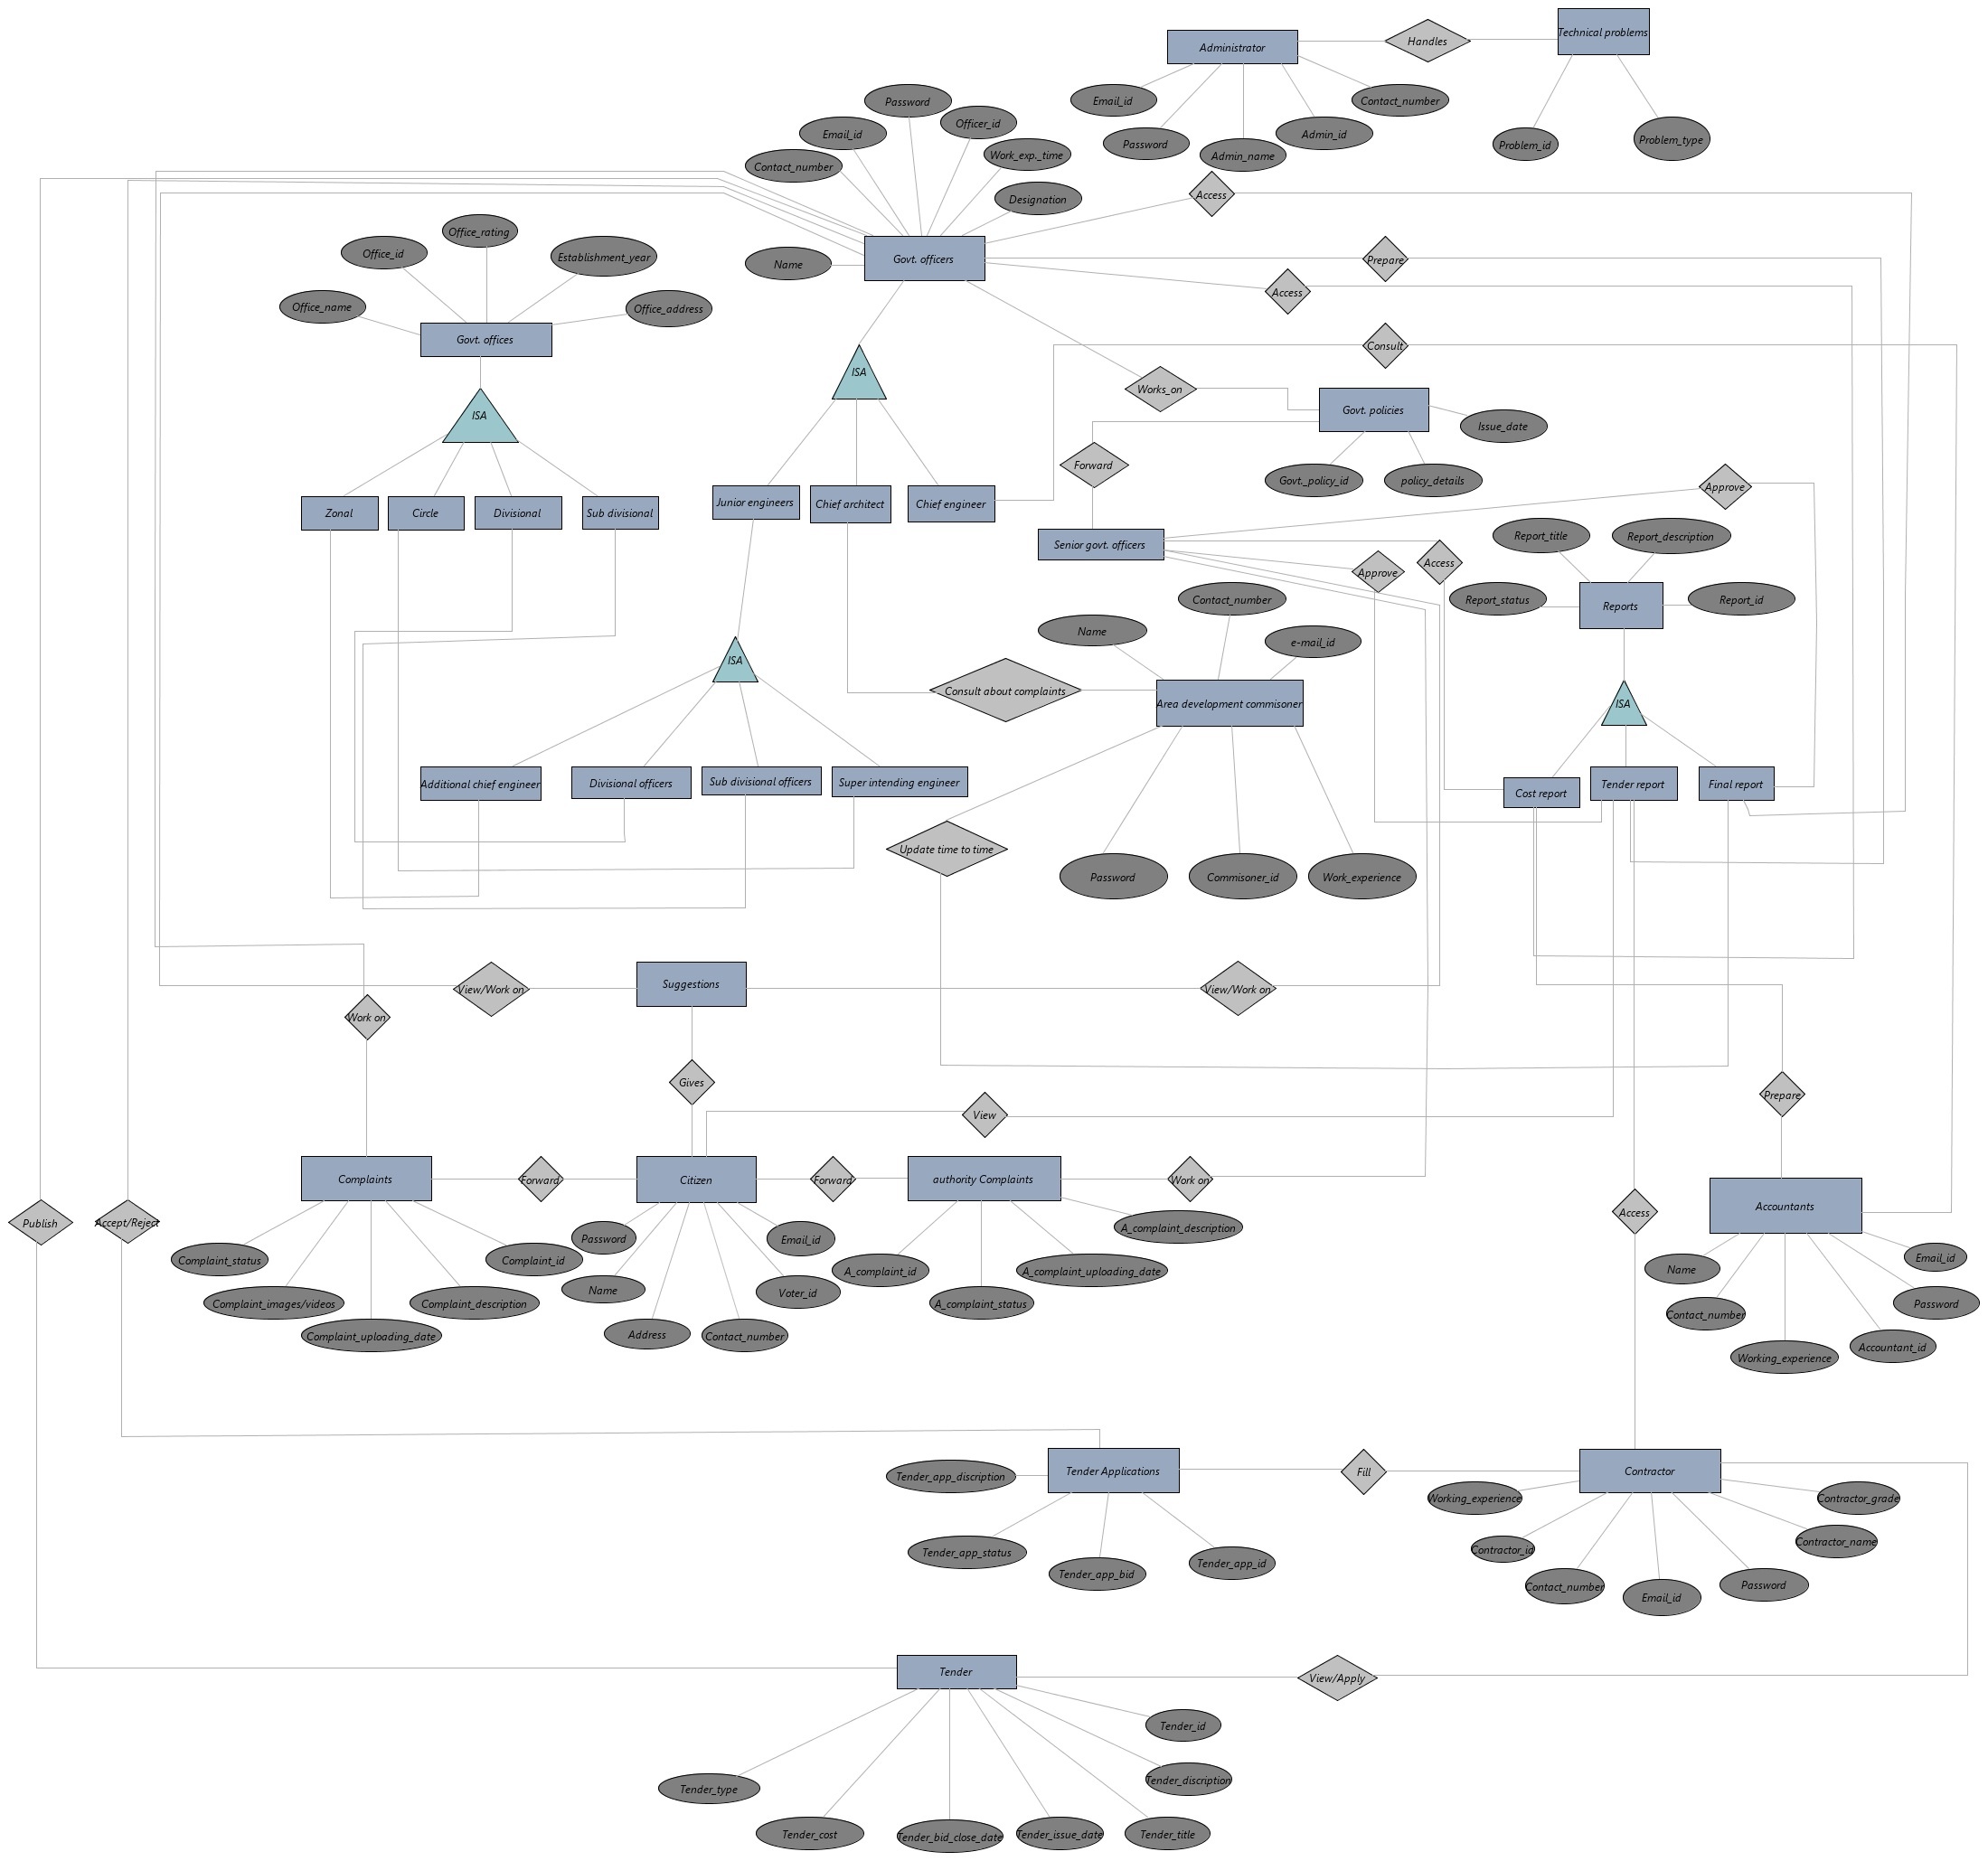 Technical problems
Administrator
Handles
Email_id
Contact_number
Password
Admin_id
Admin_name
Problem_id
Problem_type
Password
Email_id
Officer_id
Contact_number
Work_exp._time
Designation
Access
Name
Govt. officers
Prepare
Access
Office_rating
Office_id
Establishment_year
Office_name
Office_address
Govt. offices
Consult
ISA
ISA
Works_on
Govt. policies
Issue_date
Forward
Govt._policy_id
policy_details
Approve
Zonal
Circle
Divisional
Sub divisional
Junior engineers
Chief architect
Chief engineer
Senior govt. officers
Approve
Access
Report_title
Report_description
Report_status
Reports
Report_id
Contact_number
Name
e-mail_id
ISA
Consult about complaints
Area development commisoner
ISA
Additional chief engineer
Divisional officers
Sub divisional officers
Super intending engineer
Cost report
Tender report
Final report
Update time to time
Password
Commisoner_id
Work_experience
Suggestions
View/Work on
View/Work on
Work on
Gives
View
Prepare
Complaints
Forward
Citizen
Forward
authority Complaints
Work on
Publish
Accept/Reject
Access
Accountants
Complaint_status
Complaint_id
Complaint_images/videos
Complaint_description
Complaint_uploading_date
Password
Email_id
Name
Voter_id
Address
Contact_number
A_complaint_description
A_complaint_id
A_complaint_uploading_date
A_complaint_status
Name
Email_id
Contact_number
Password
Working_experience
Accountant_id
Tender_app_discription
Tender Applications
Fill
Contractor
Working_experience
Contractor_grade
Contractor_id
Contractor_name
Contact_number
Email_id
Password
Tender_app_status
Tender_app_bid
Tender_app_id
Tender
View/Apply
Tender_id
Tender_discription
Tender_type
Tender_cost
Tender_bid_close_date
Tender_issue_date
Tender_title